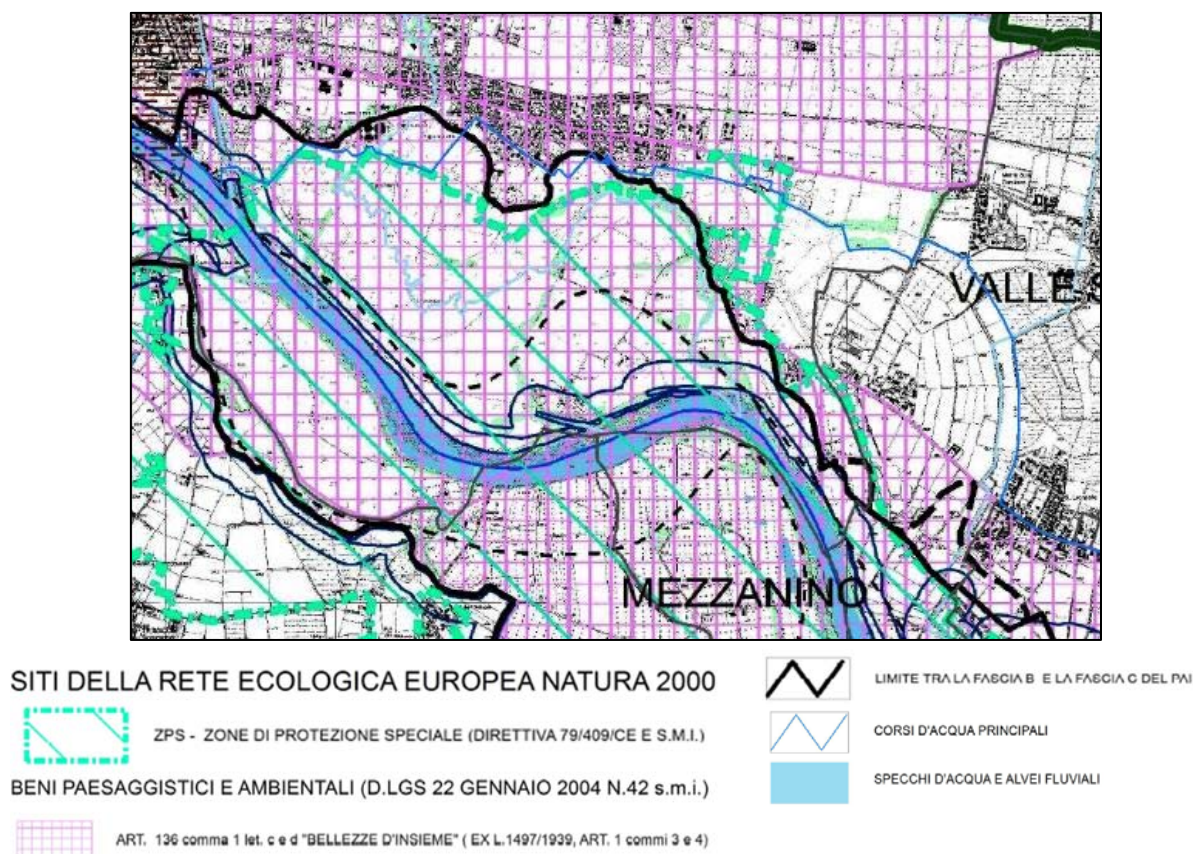 VALLE S
MEZZANINO
SITI DELLA RETE ECOLOGICA EUROPEA NATURA 2000
ZPS - ZONE DI PROTEZIONE SPECIALE (DIRETTIVA 79/409/CE E S.M.I.)
BENI PAESAGGISTICI E AMBIENTALI (D.LGS 22 GENNAIO 2004 N.42 s.m.i.)
ART. 136 comma 1 let. c e d "BELLEZZE D'INSIEME" ( EX L.1497/1939, ART. 1 commi 3 e 4)
LIMITE TRA LA FASCIA B E LA FASCIA C DEL PAI
CORSI D'ACQUA PRINCIPALI
SPECCHI D'ACQUA E ALVEI FLUVIALI